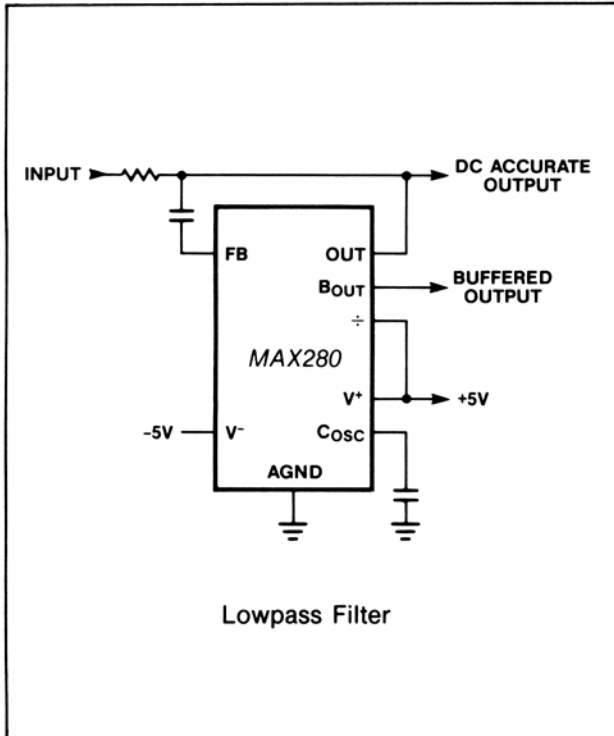 INPUT
DC ACCURATE
OUTPUT
FB
OUT
BOUT
BUFFERED
OUTPUT
÷
MAX280
V+
+5V
-5V
V-
COSC
AGND
Lowpass Filter